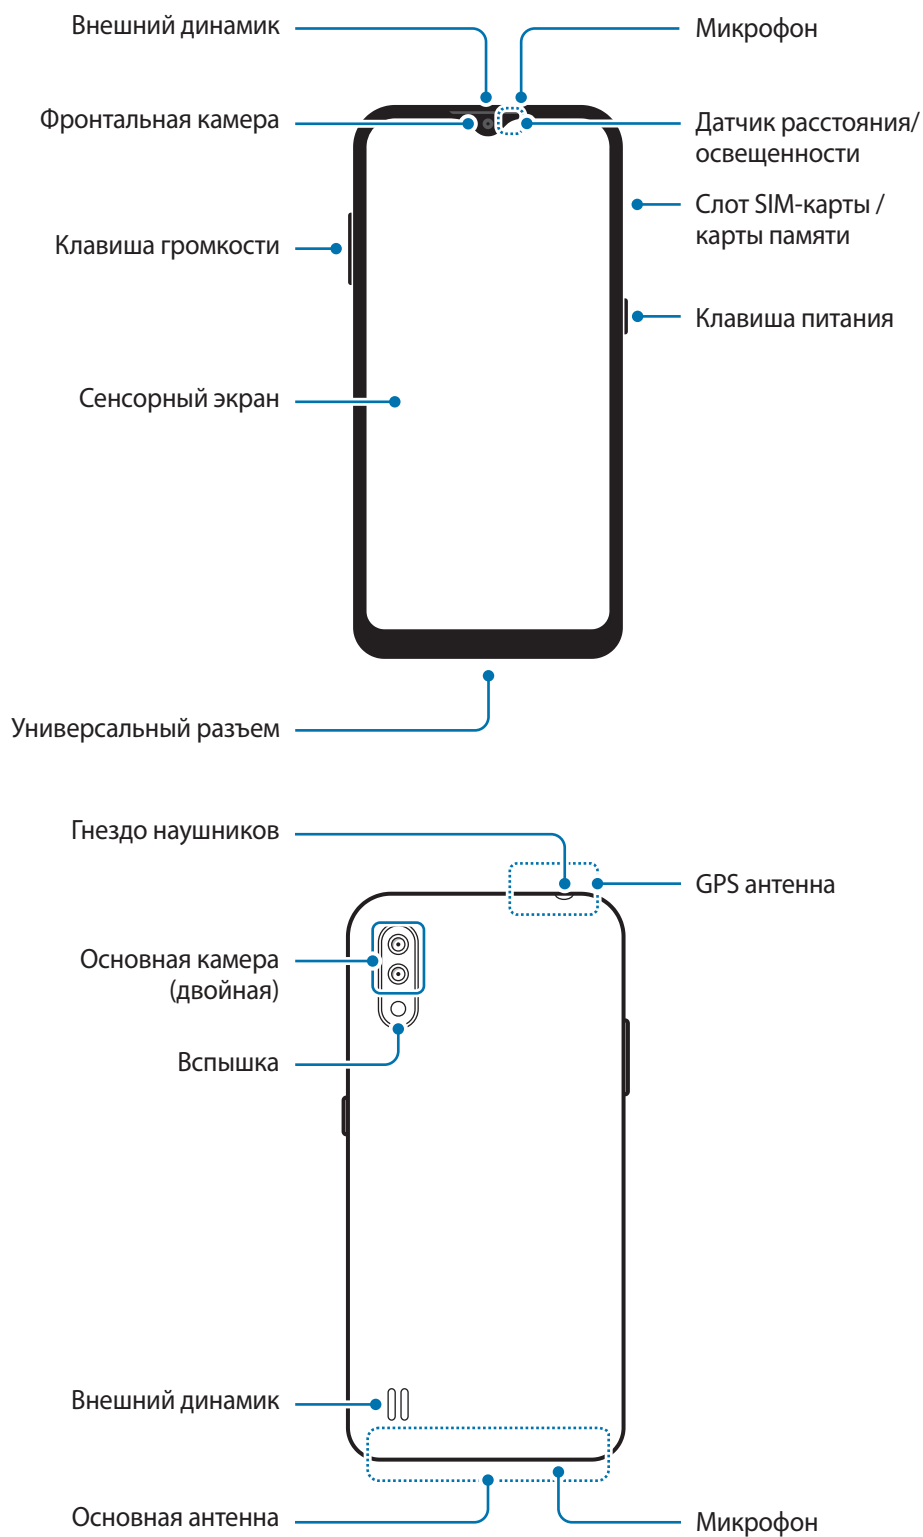 Внешний динамик
Микрофон
Фронтальная камера
Датчик расстояния/
освещенности
Слот SIM-карты /
карты памяти
Клавиша громкости
Клавиша питания
Сенсорный экран
Универсальный разъем
Гнездо наушников
GPS антенна
Основная камера
(двойная)
Вспышка
Внешний динамик
Основная антенна
Микрофон